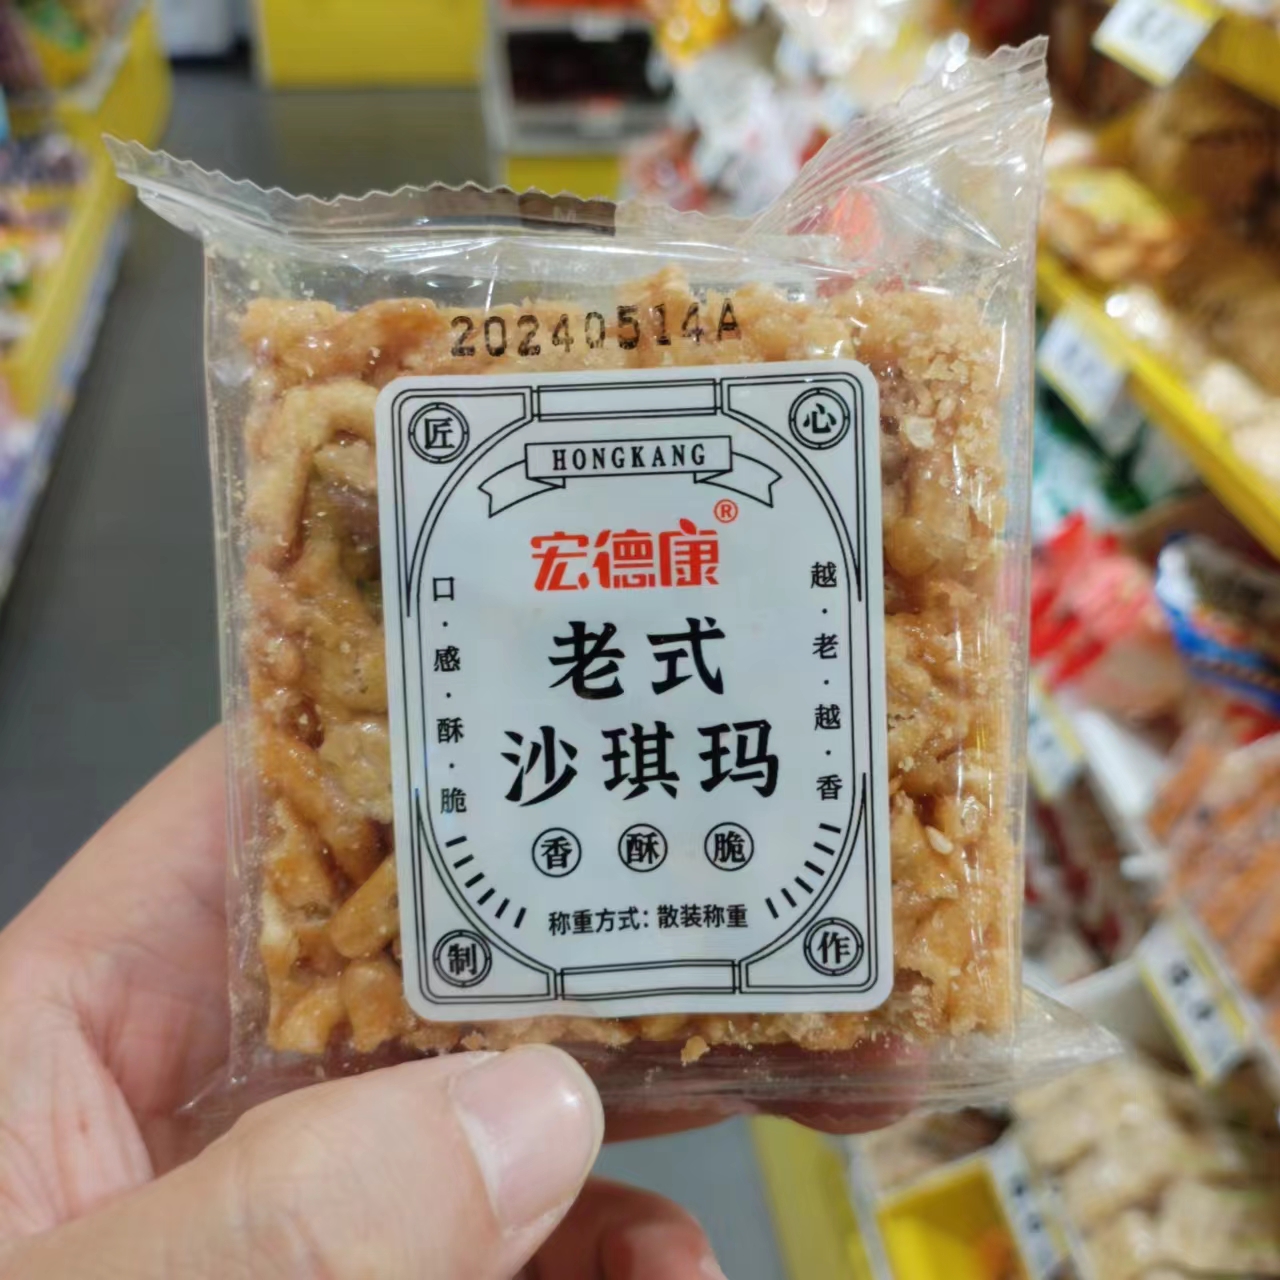 20240514A
匠 心
HONGKANG
宏德康®
口·感·酥·脆
越·老·越·香
老式
沙琪玛
香 酥 脆
称重方式：散装称重
制 作